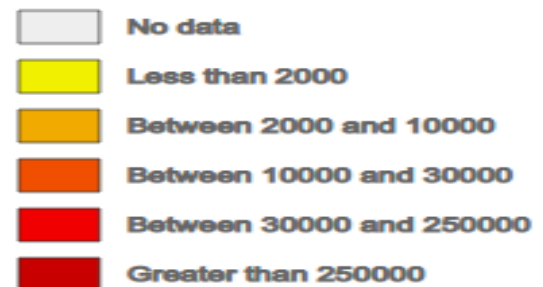 No data
Less than 2000
Between 2000 and 10000
Between 10000 and 30000
Between 30000 and 250000
Greater than 250000